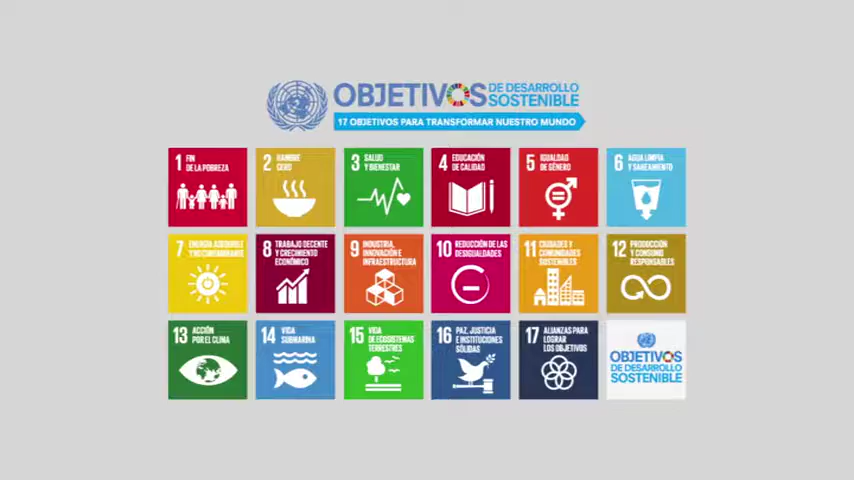 OBJETIVOS
DE DESARROLLO
SOSTENIBLE
17 OBJETIVOS PARA TRANSFORMAR NUESTRO MUNDO
1 FIN
DE LA POBREZA
2 HAMBRE
CERO
3 SALUD
Y BIENESTAR
4 EDUCACIÓN
DE CALIDAD
5 IGUALDAD
DE GÉNERO
6 AGUA LIMPIA
Y SANEAMIENTO
7 ENERGÍA ASEQUIBLE
Y NO CONTAMINANTE
8 TRABAJO DECENTE
Y CRECIMIENTO
ECONÓMICO
9 INDUSTRIA,
INNOVACIÓN E
INFRAESTRUCTURA
10 REDUCCIÓN DE LAS
DESIGUALDADES
11 CIUDADES Y
COMUNIDADES
SOSTENIBLES
12 PRODUCCIÓN
Y CONSUMO
RESPONSABLES
13 ACCIÓN
POR EL CLIMA
14 VIDA
SUBMARINA
15 VIDA
DE ECOSISTEMAS
TERRESTRES
16 PAZ, JUSTICIA
E INSTITUCIONES
SÓLIDAS
17 ALIANZAS PARA
LOGRAR
LOS OBJETIVOS
OBJETIVOS
DE DESARROLLO
SOSTENIBLE